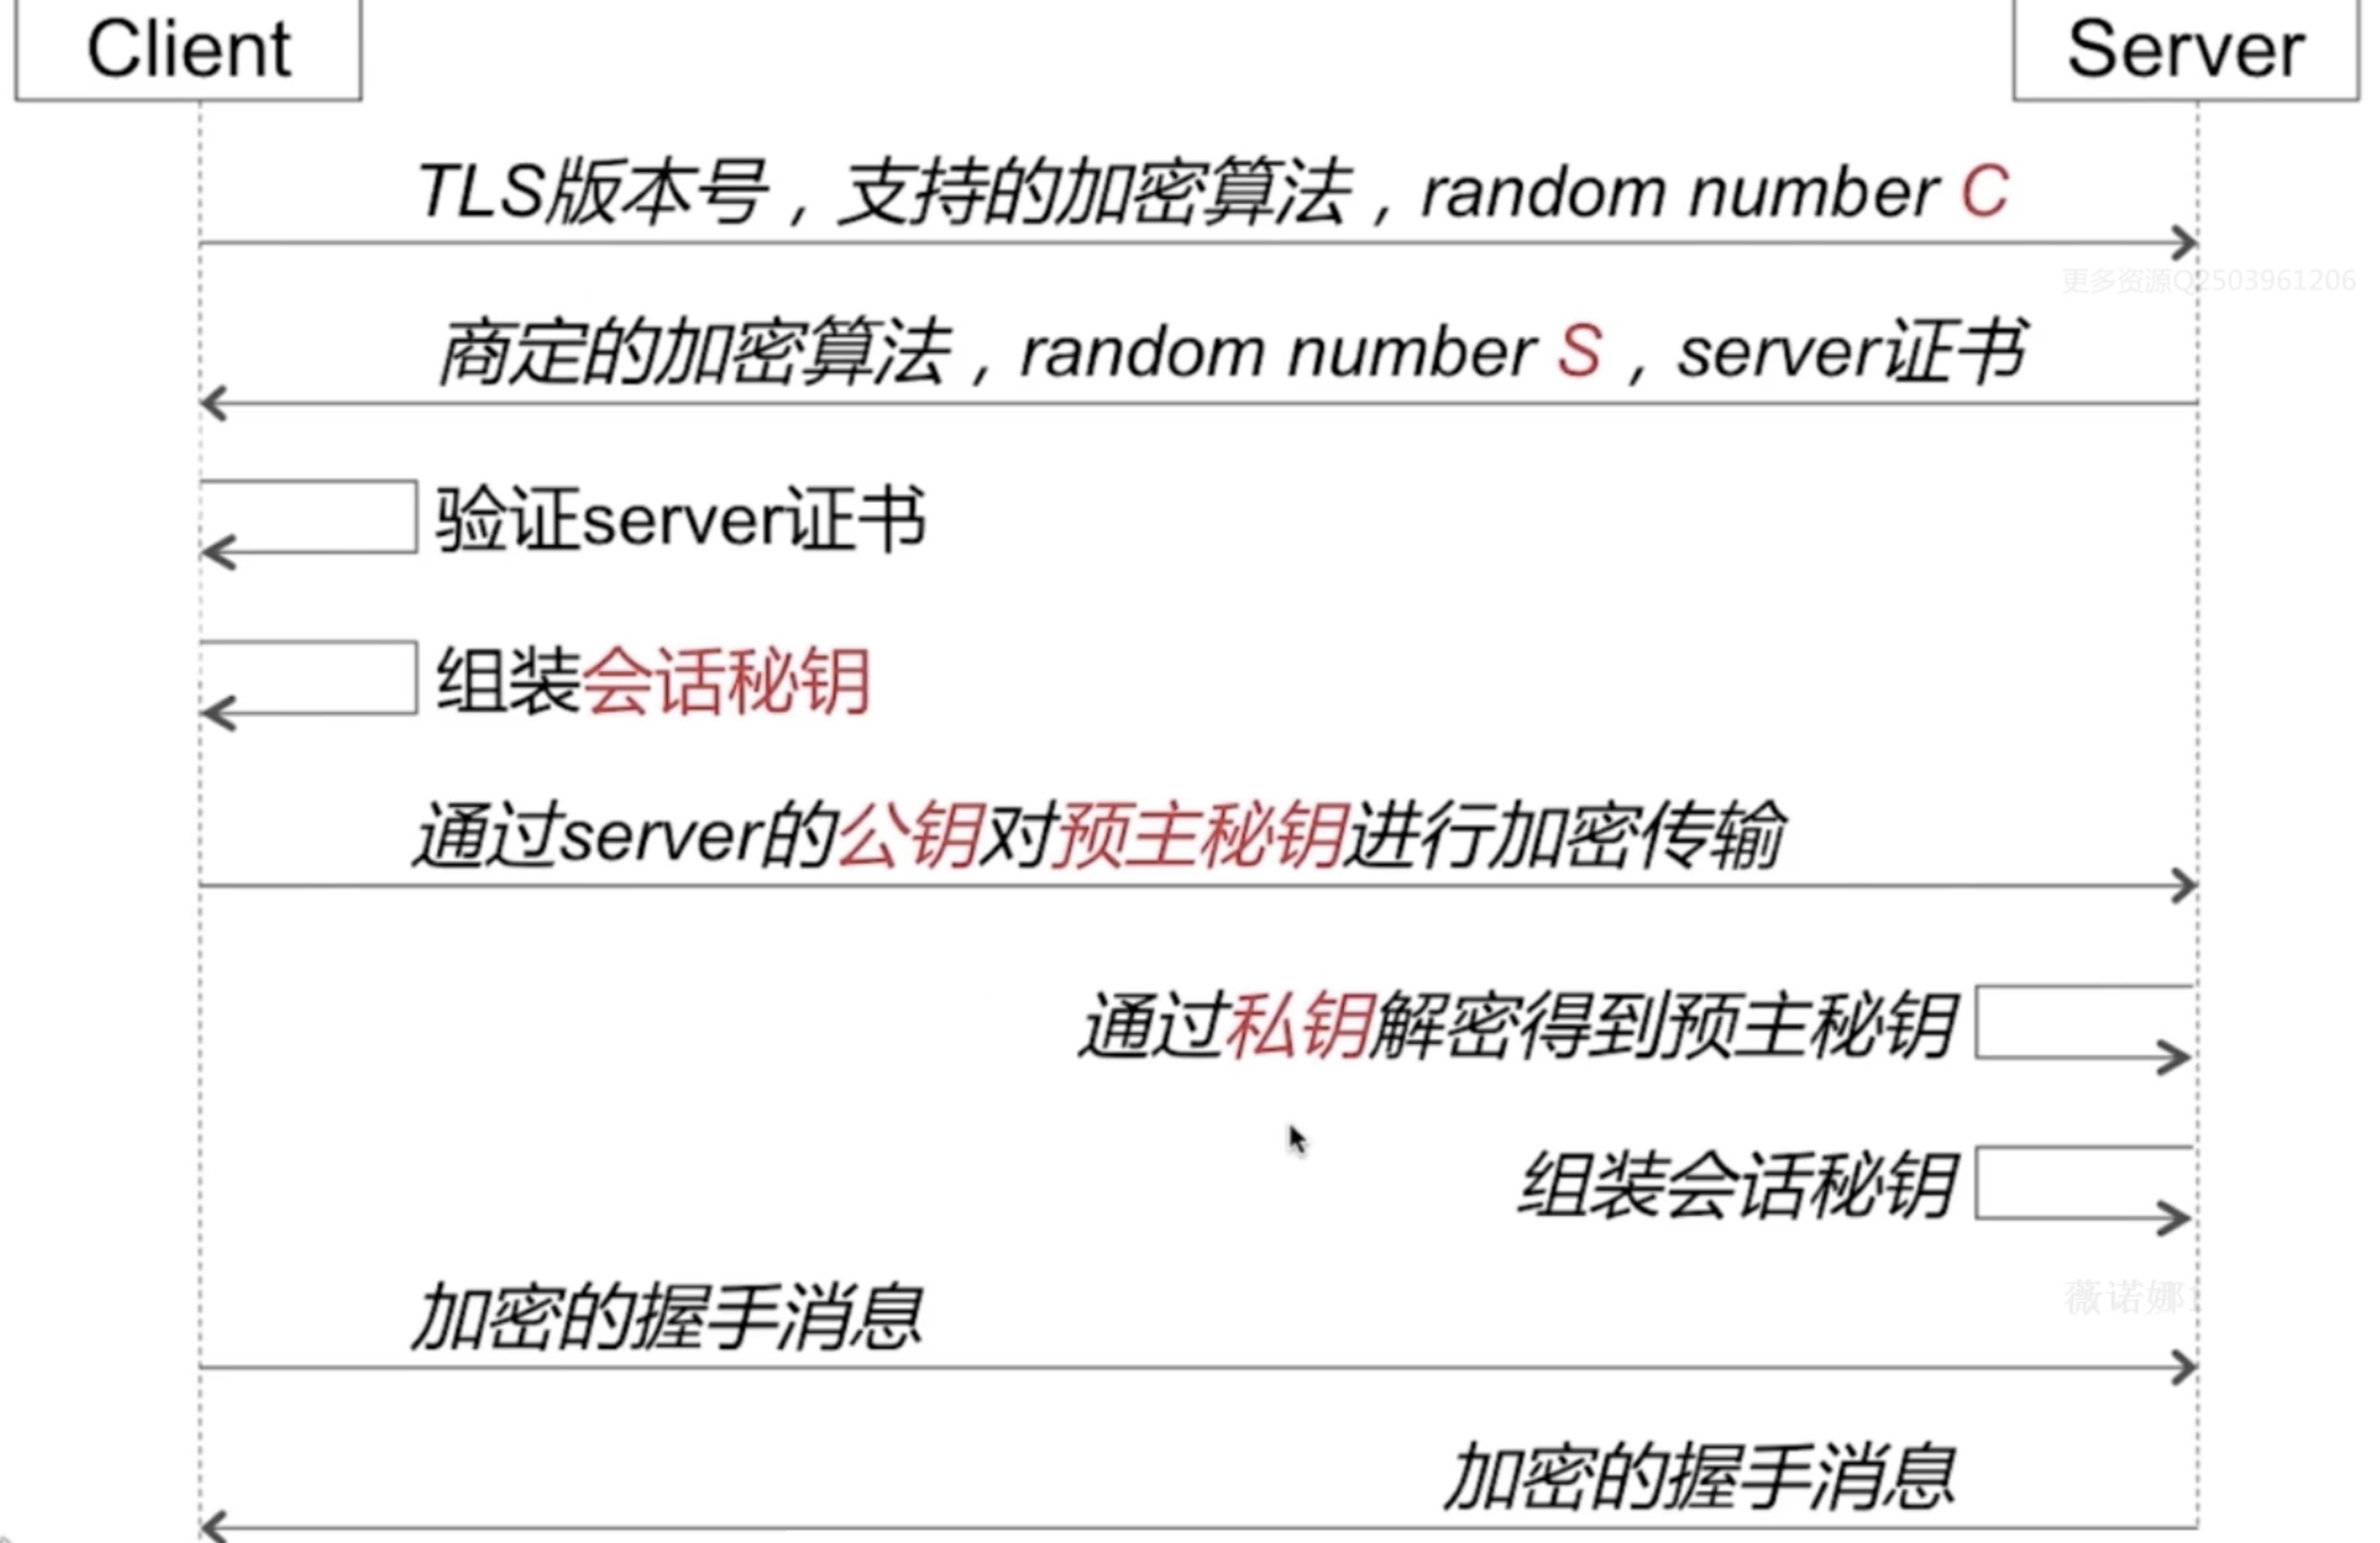 Client
Server
TLS版本号，支持的加密算法，random number C
更多资源Q2503961206
商定的加密算法，random number S，server证书
验证server证书
组装会话秘钥
通过server的公钥对预主秘钥进行加密传输
通过私钥解密得到预主秘钥
组装会话秘钥
加密的握手消息
薇诺娜
加密的握手消息